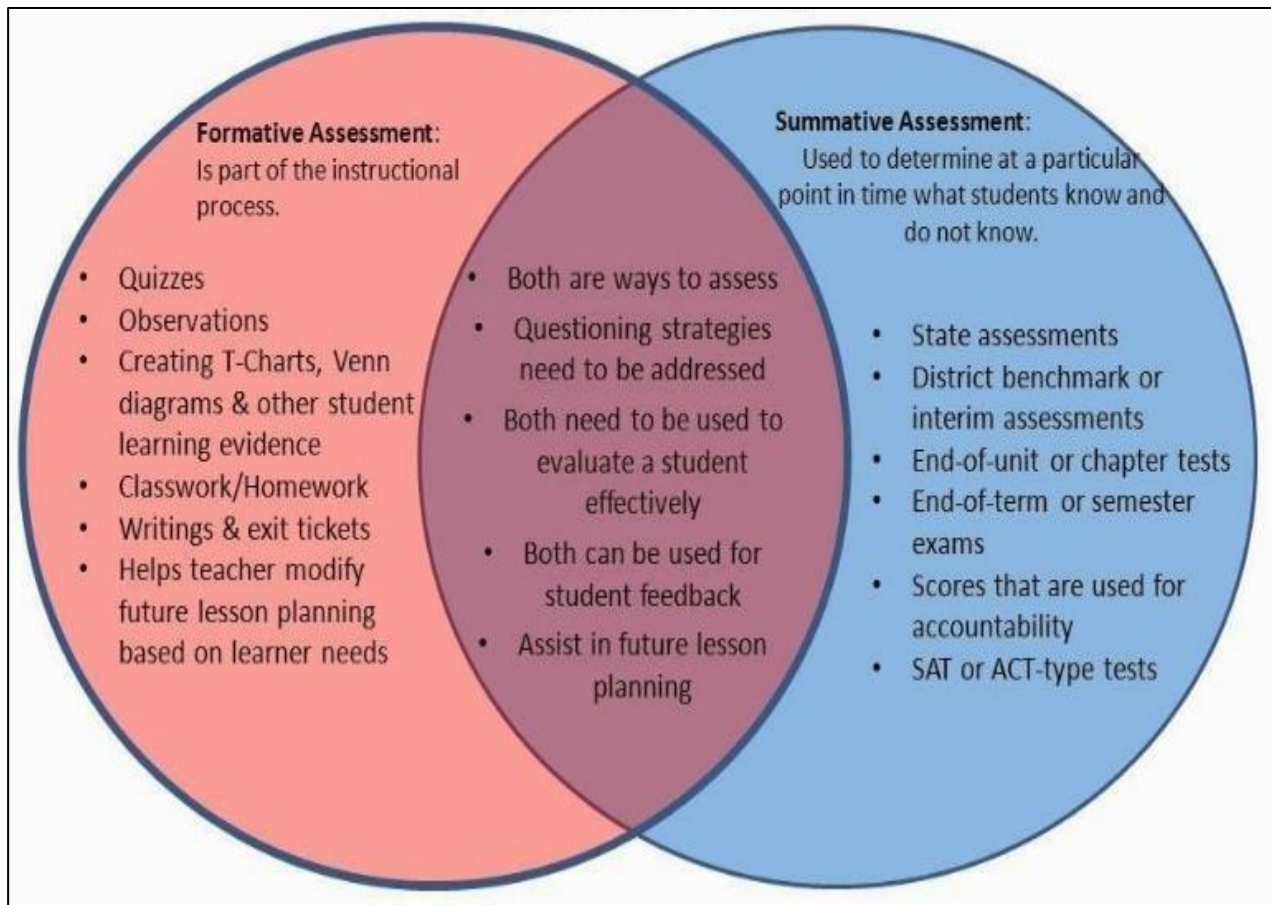 Formative Assessment:
Is part of the instructional
process.
• Quizzes
• Observations
• Creating T-Charts, Venn
diagrams & other student
learning evidence
• Classwork/Homework
• Writings & exit tickets
• Helps teacher modify
future lesson planning
based on learner needs
• Both are ways to assess
• Questioning strategies
need to be addressed
• Both need to be used to
evaluate a student
effectively
• Both can be used for
student feedback
• Assist in future lesson
planning
Summative Assessment:
Used to determine at a particular
point in time what students know and
do not know.
• State assessments
• District benchmark or
interim assessments
• End-of-unit or chapter tests
• End-of-term or semester
exams
• Scores that are used for
accountability
• SAT or ACT-type tests